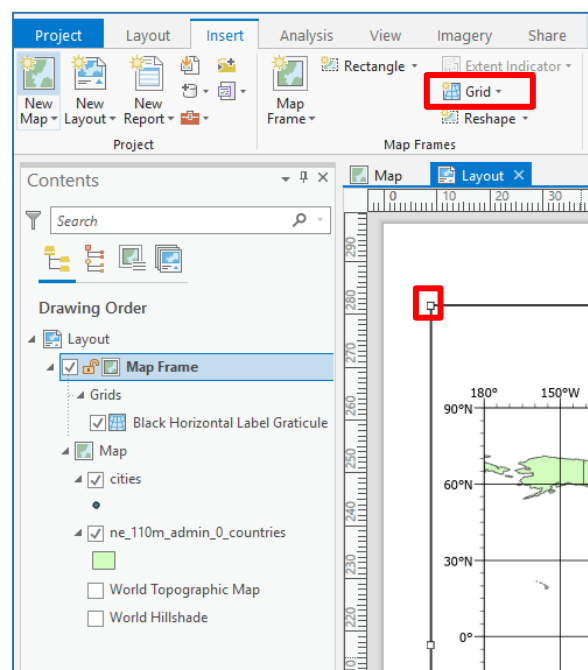 Project Layout Insert Analysis View Imagery Share
New Map
New Layout
New Report
Map Frame
Rectangle
Extent Indicator
Grid
Reshape
Project
Map Frames
Contents
Search
Drawing Order
Layout
Map Frame
Grids
Black Horizontal Label Graticule
Map
cities
ne_110m_admin_0_countries
World Topographic Map
World Hillshade
Map Layout
0 10 20 30
290
280
270
260
250
240
230
220
180° 150°W
90°N
60°N
30°N
0°